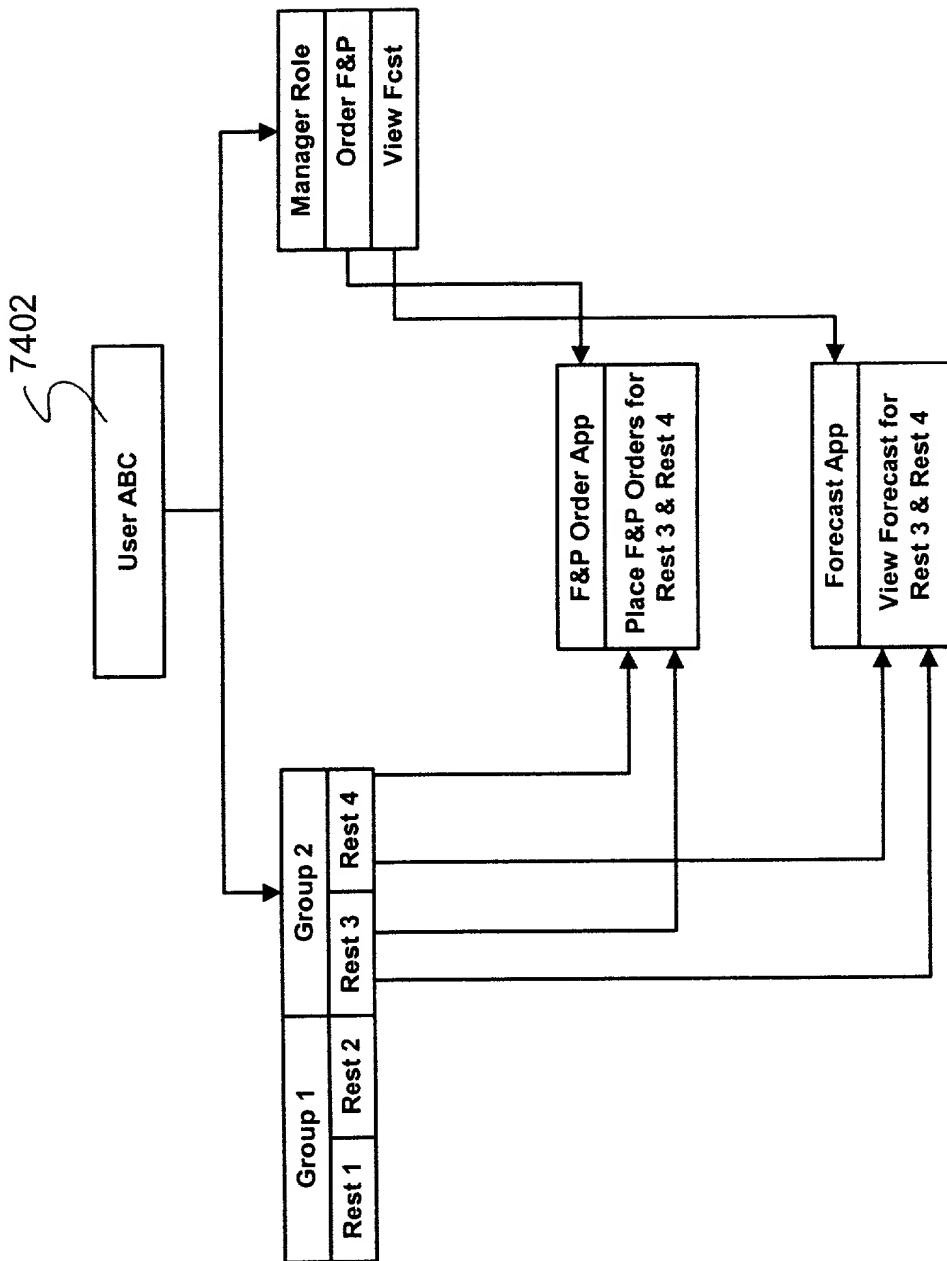 7402
User ABC
Group 1
Group 2
Rest 1
Rest 2
Rest 3
Rest 4
Manager Role
Order F&P
View Fcst
F&P Order App
Place F&P Orders for
Rest 3 & Rest 4
Forecast App
View Forecast for
Rest 3 & Rest 4